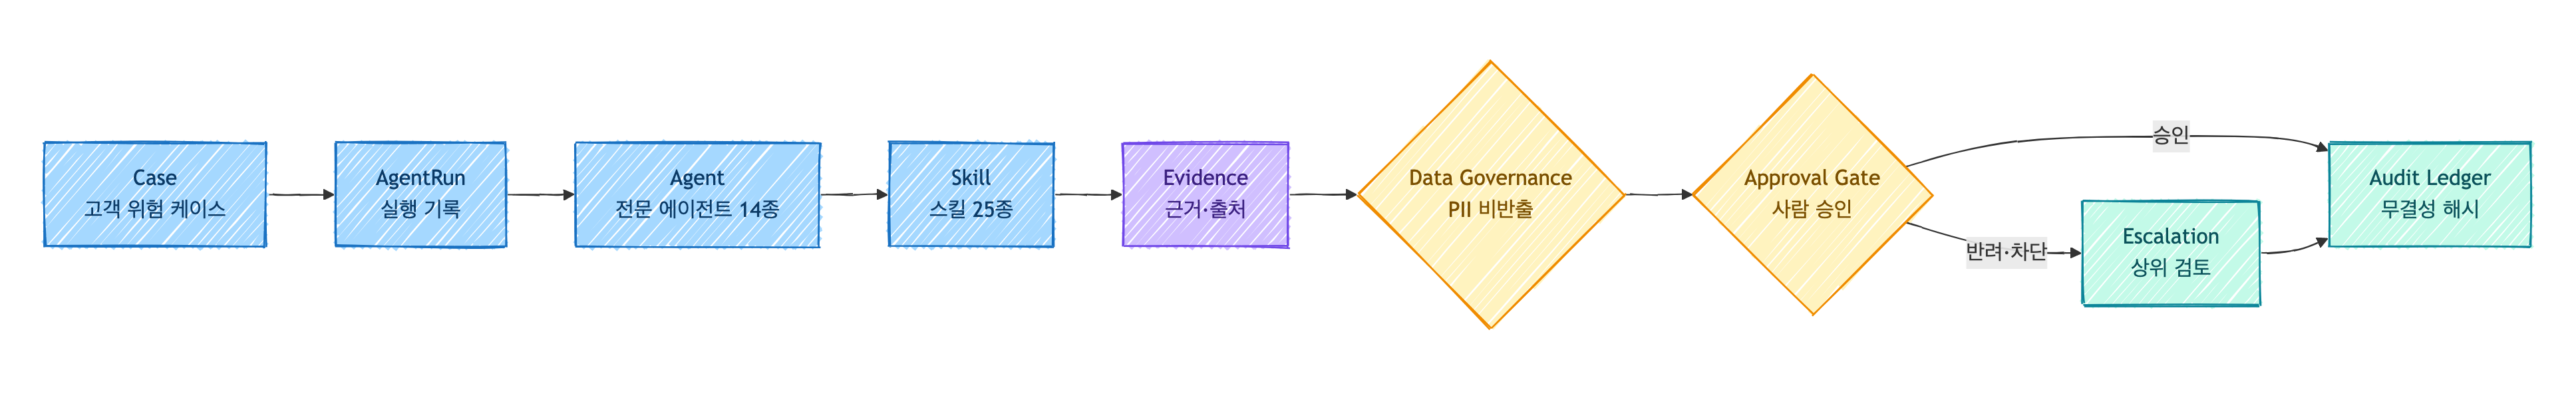 Case
고객 위험 케이스
AgentRun
실행 기록
Agent
전문 에이전트 14종
Skill
스킬 25종
Evidence
근거·출처
Data Governance
PII 비반출
Approval Gate
사람 승인
승인
반려·차단
Escalation
상위 검토
Audit Ledger
무결성 해시